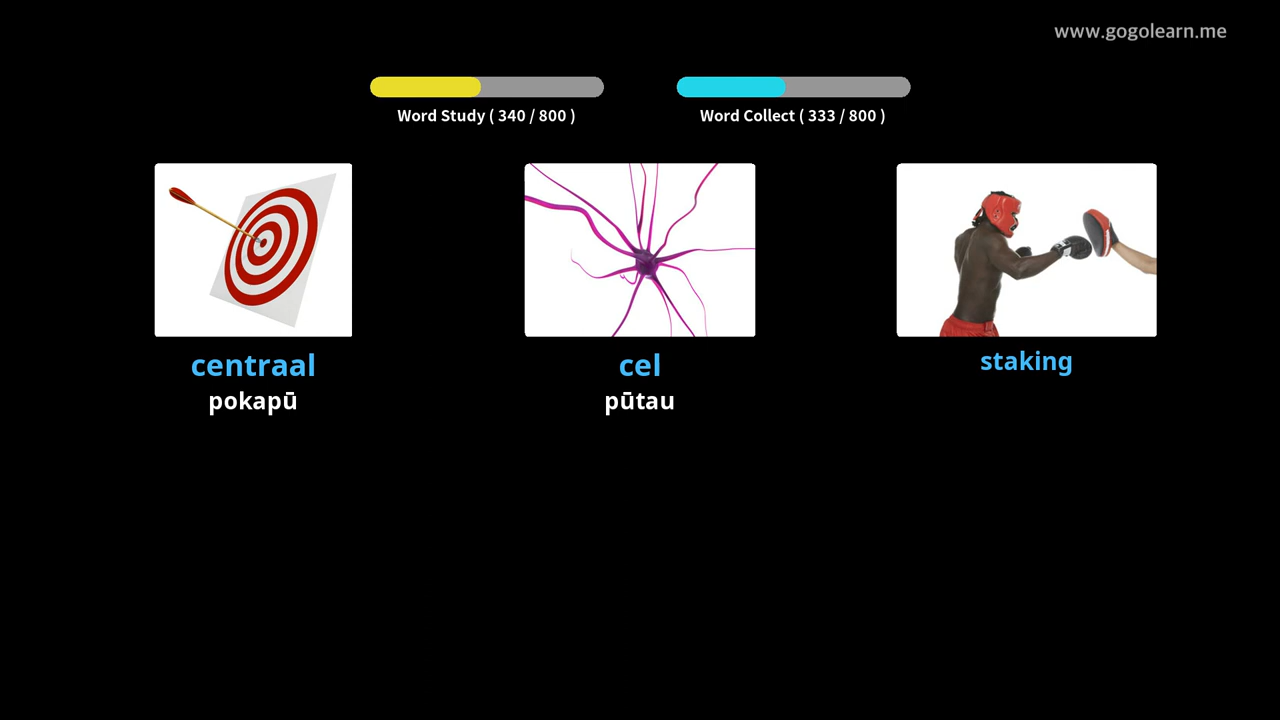 www.gogolearn.me
Word Study ( 340 / 800 )
Word Collect ( 333 / 800 )
centraal
pokapū
cel
pūtau
staking